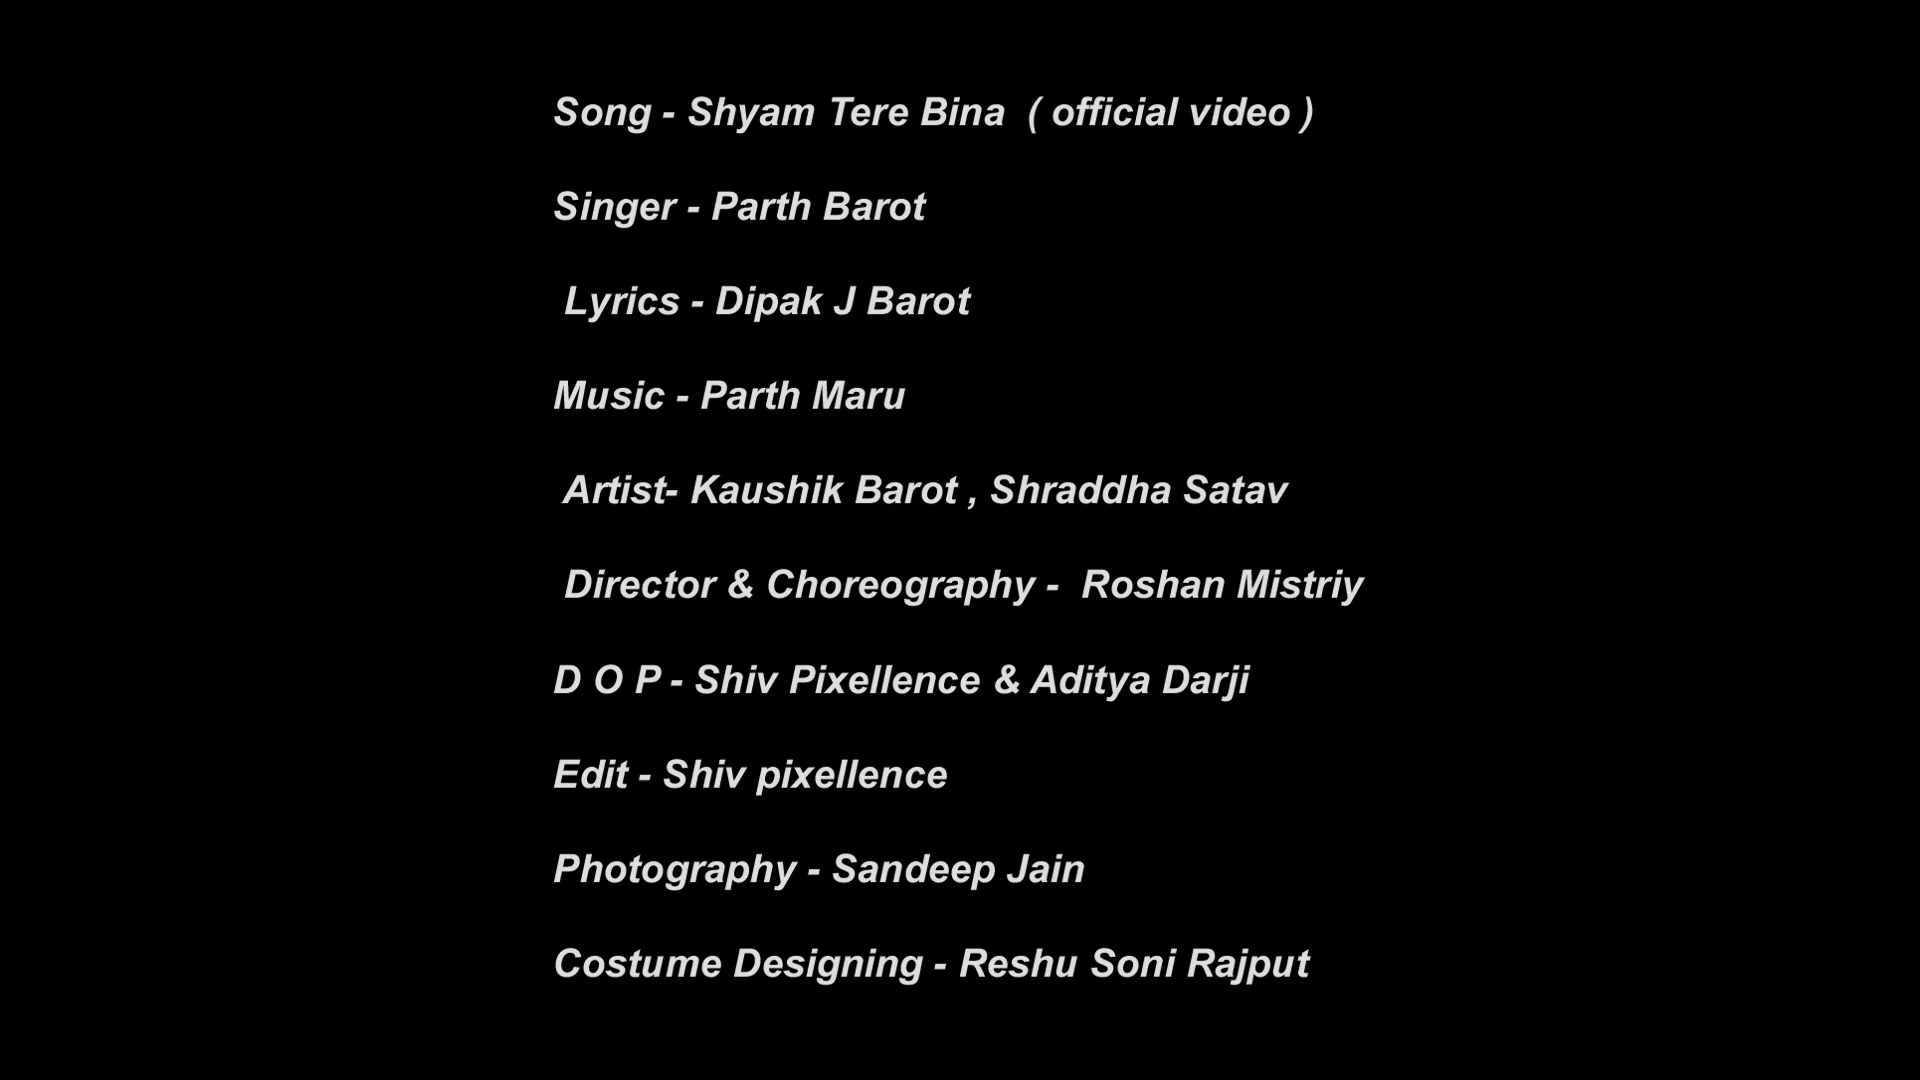 Song - Shyam Tere Bina ( official video )
Singer - Parth Barot
Lyrics - Dipak J Barot
Music - Parth Maru
Artist- Kaushik Barot , Shraddha Satav
Director & Choreography - Roshan Mistriy
D O P - Shiv Pixellence & Aditya Darji
Edit - Shiv pixellence
Photography - Sandeep Jain
Costume Designing - Reshu Soni Rajput